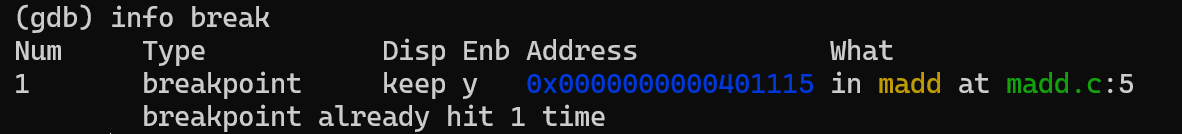 (gdb) info break
Num     Type           Disp Enb Address            What
1       breakpoint     keep y   0x0000000000401115 in madd at madd.c:5
        breakpoint already hit 1 time